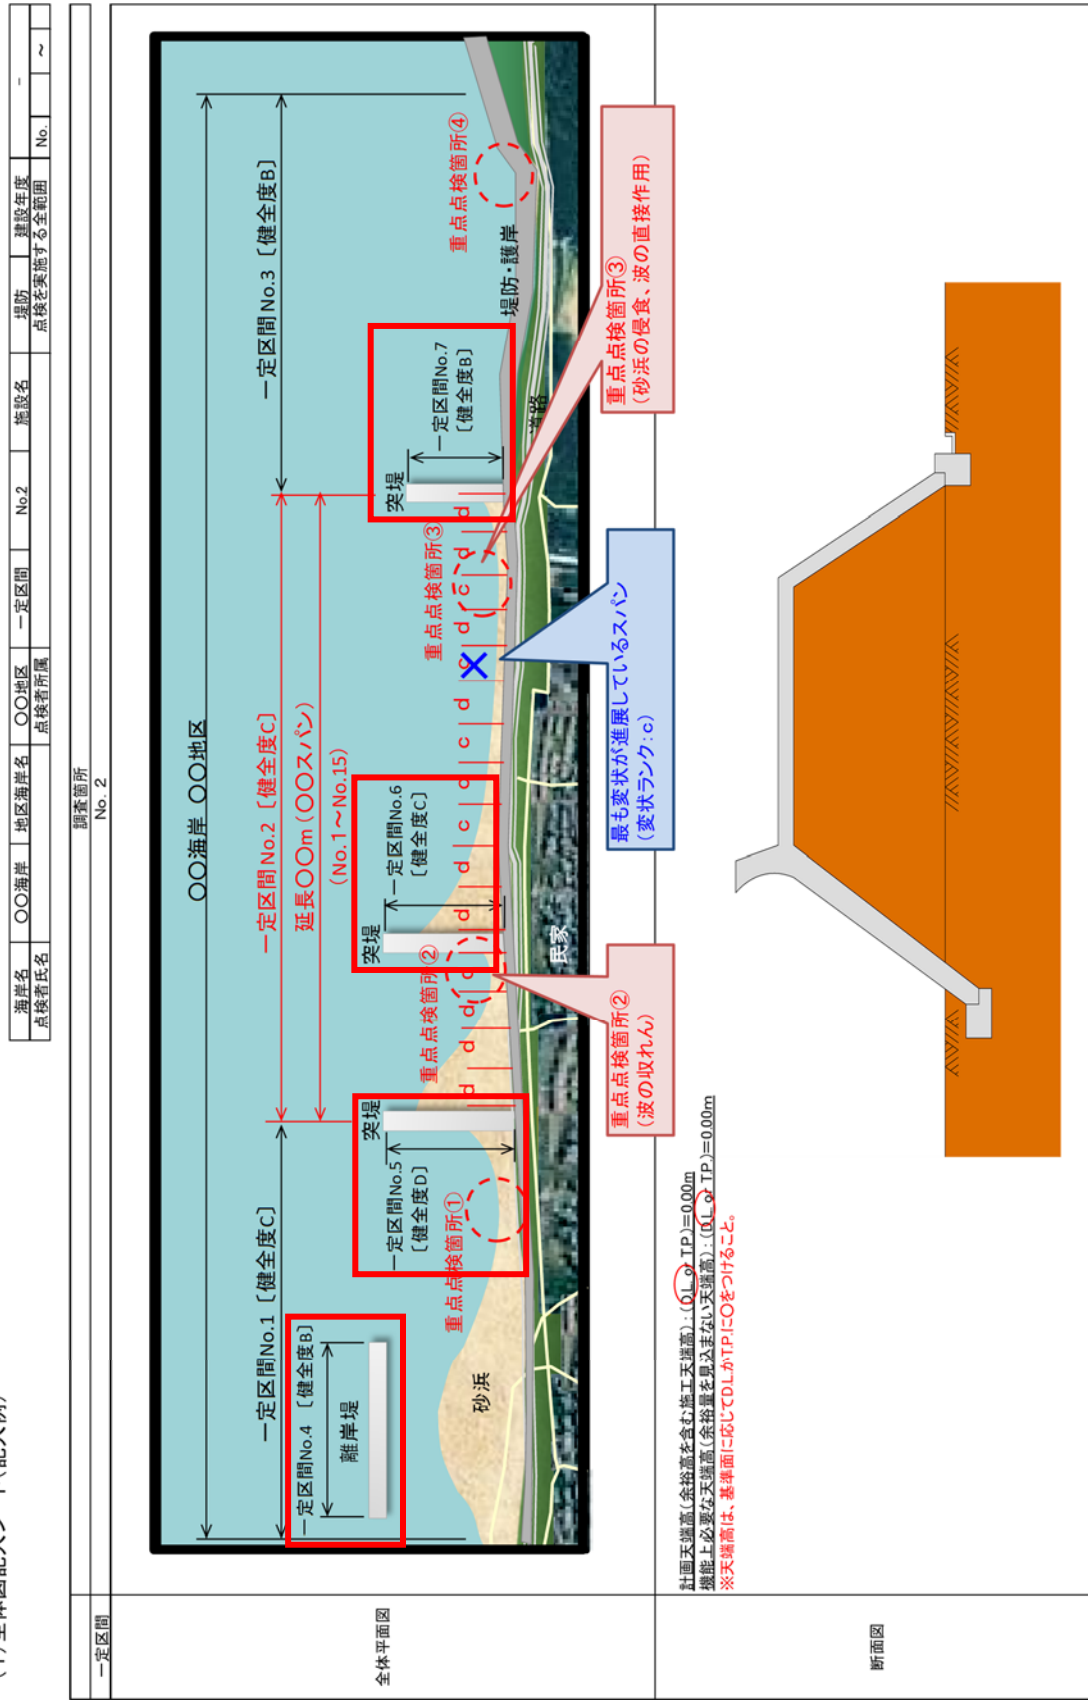 海岸名 〇〇海岸 地区海岸名 〇〇地区 一定区間 No.2 施設名 堤防 建設年度 -
点検者氏名 点検者所属 点検を実施する全範囲 No. ～
調査箇所
一定区間 No. 2
全体平面図
〇〇海岸 〇〇地区
一定区間No.1［健全度C］
一定区間No.2［健全度C］
一定区間No.3［健全度B］
延長〇〇m（〇〇スパン）
（No.1～No.15）
一定区間No.4［健全度B］
離岸堤
突堤
一定区間No.5
［健全度D］
突堤
一定区間No.6
［健全度C］
突堤
一定区間No.7
［健全度B］
重点点検箇所①
重点点検箇所②
重点点検箇所③
重点点検箇所④
砂浜
d d d c d d c c c d c d c d d
堤防・護岸
道路
民家
重点点検箇所②
（波の収れん）
最も変状が進展しているスパン
（変状ランク：c）
重点点検箇所③
（砂浜の侵食、波の直接作用）
断面図
計画天端高（余裕高を含む施工天端高）：（D.L. or T.P.）=0.00m
機能上必要な天端高（余裕量を見込まない天端高）：（D.L. or T.P.）=0.00m
※天端高は、基準面に応じてD.L.かT.P.に〇をつけること。